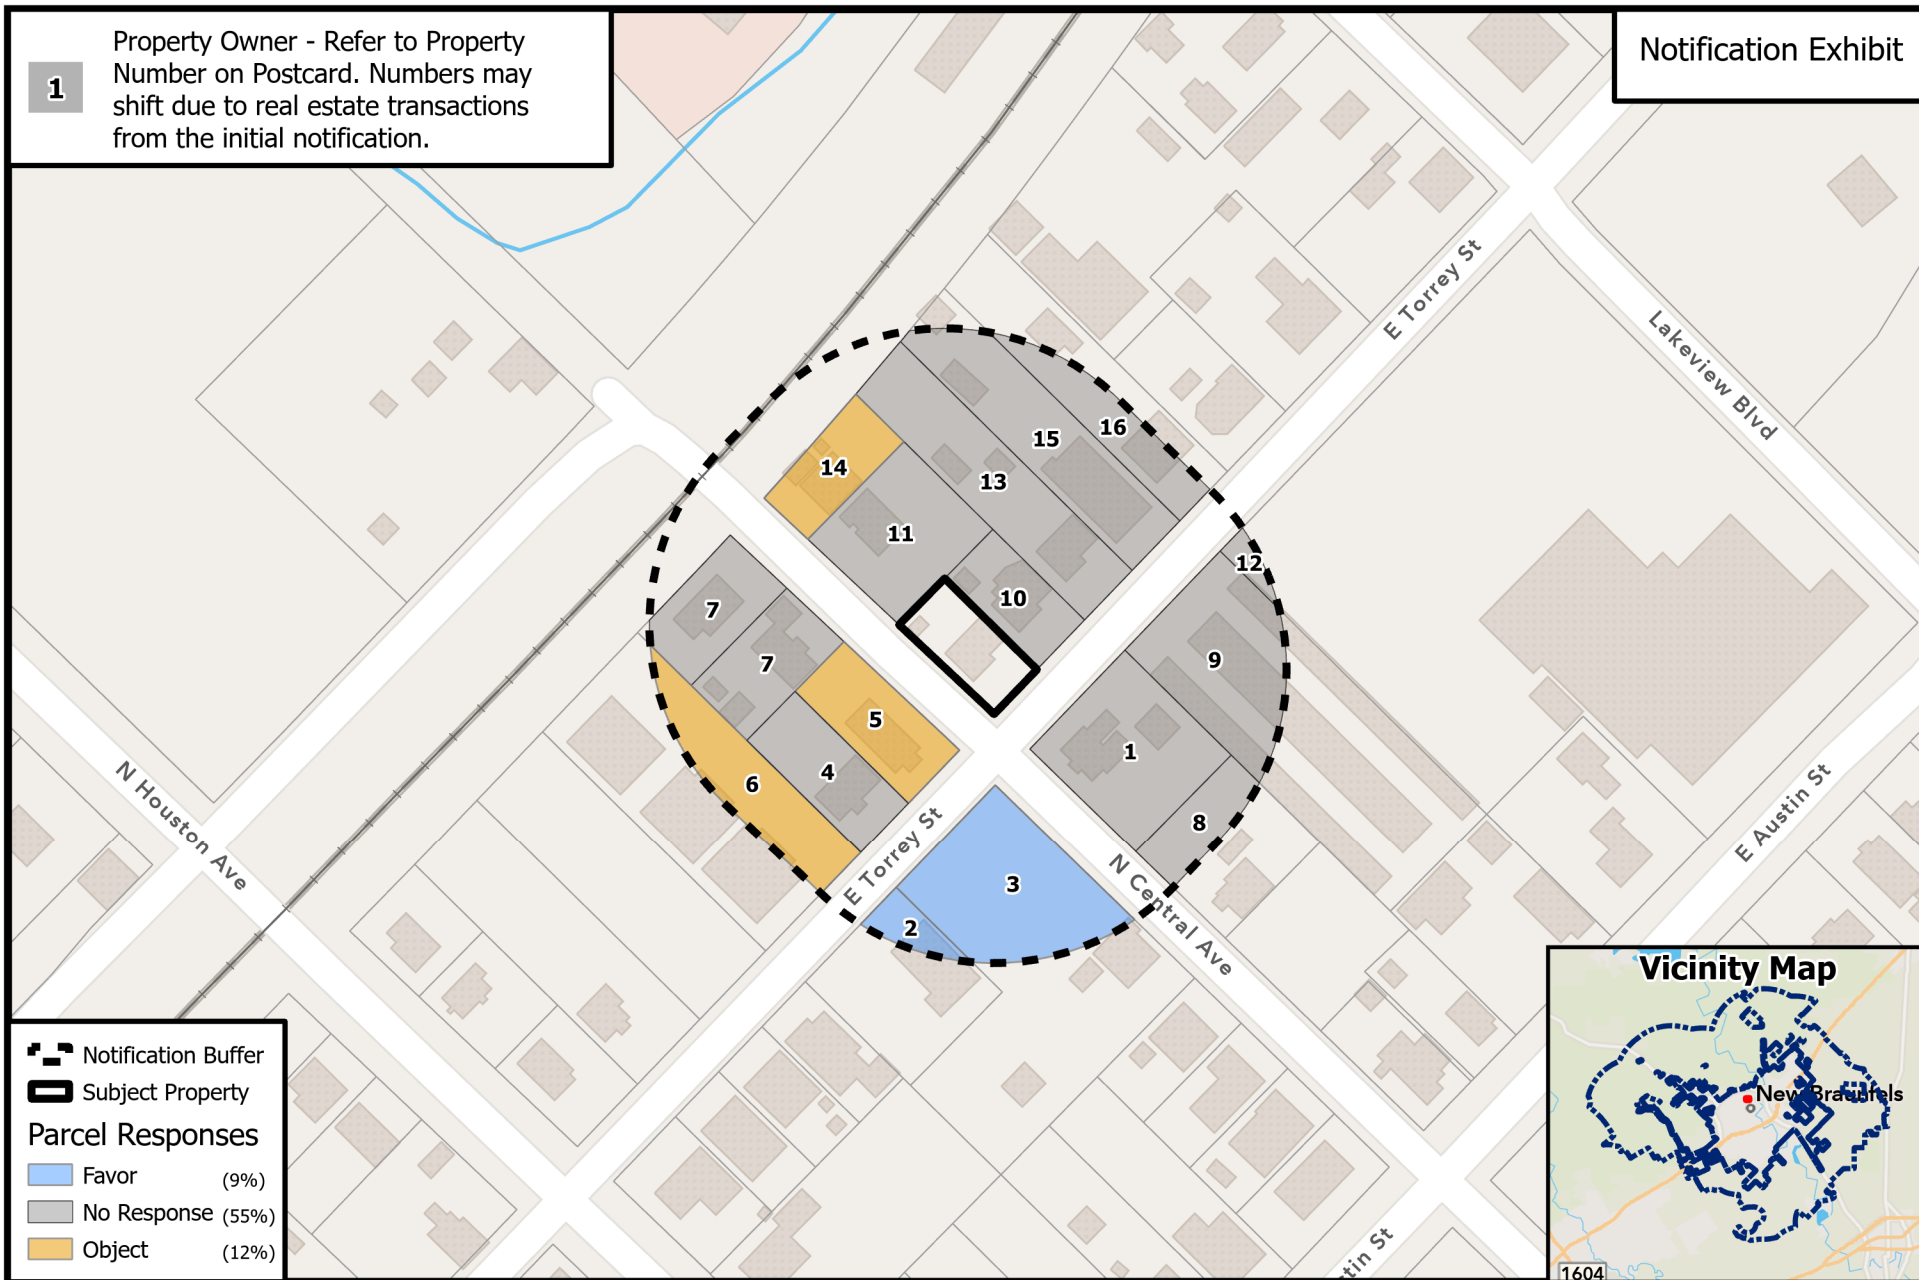 1
Property Owner - Refer to Property
Number on Postcard. Numbers may
shift due to real estate transactions
from the initial notification.
Notification Exhibit
E Torrey St
Lakeview Blvd
16
15
14
13
11
12
10
7
9
7
5
1
4
6
8
N Houston Ave
E Torrey St
E Austin St
3
N Central Ave
2
Vicinity Map
New Braunfels
1604
tin St
Notification Buffer
Subject Property
Parcel Responses
Favor (9%)
No Response (55%)
Object (12%)